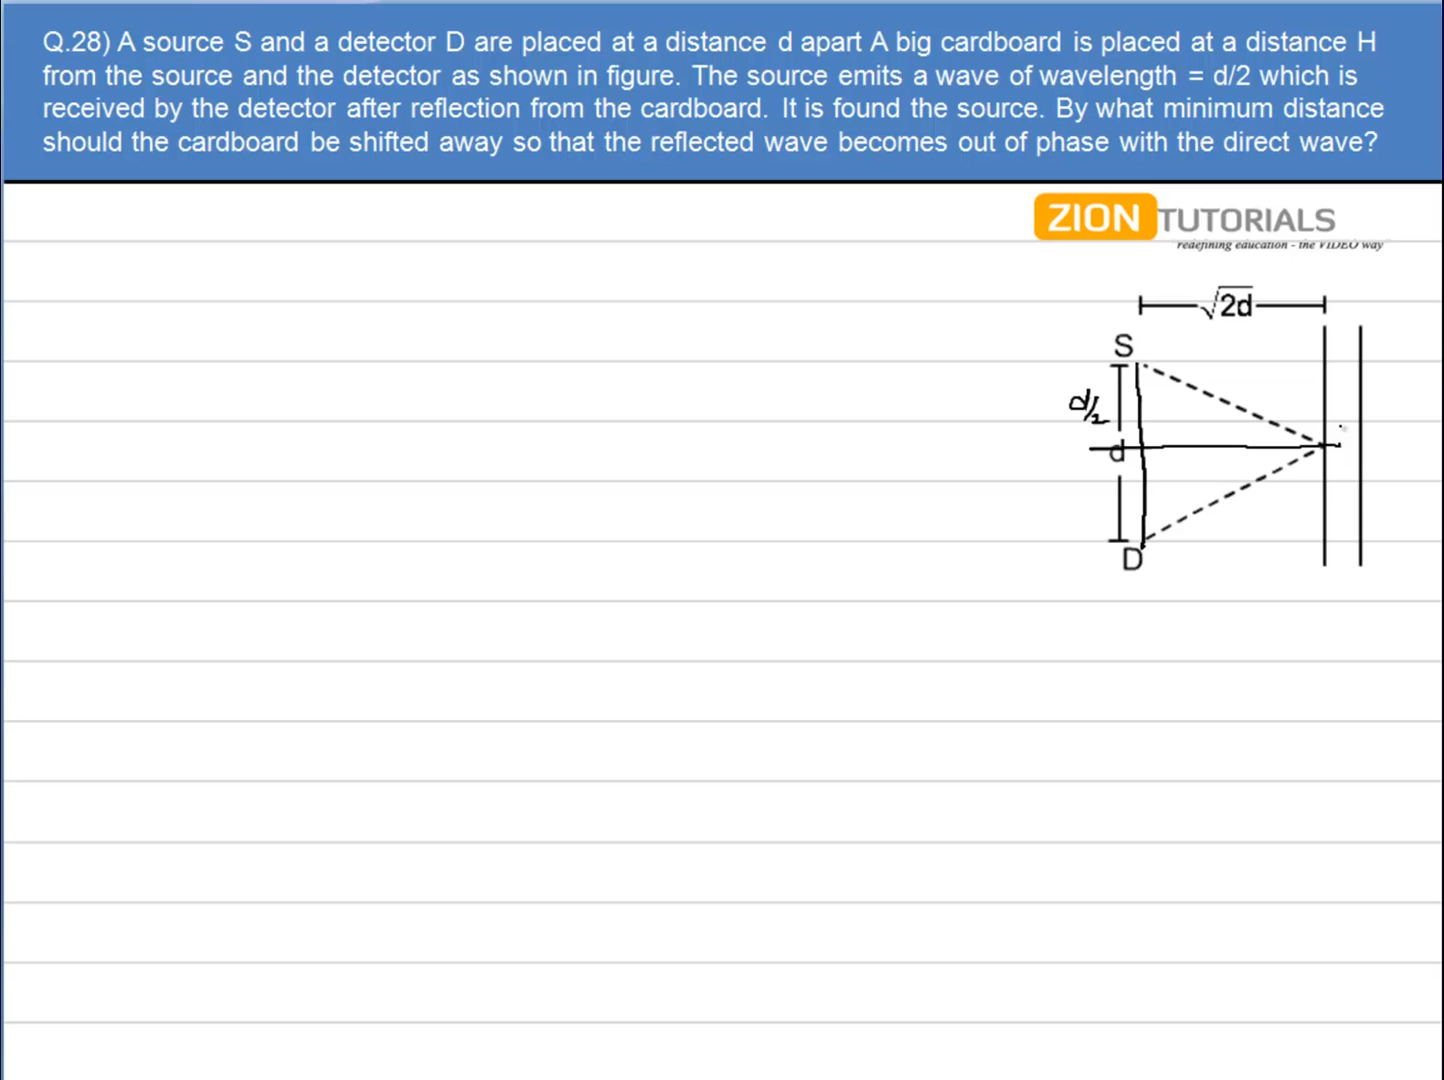 Q.28) A source S and a detector D are placed at a distance d apart A big cardboard is placed at a distance H
from the source and the detector as shown in figure. The source emits a wave of wavelength = d/2 which is
received by the detector after reflection from the cardboard. It is found the source. By what minimum distance
should the cardboard be shifted away so that the reflected wave becomes out of phase with the direct wave?
ZION TUTORIALS
redefining education - the VIDEO way
√2d
S
d/2
d
D